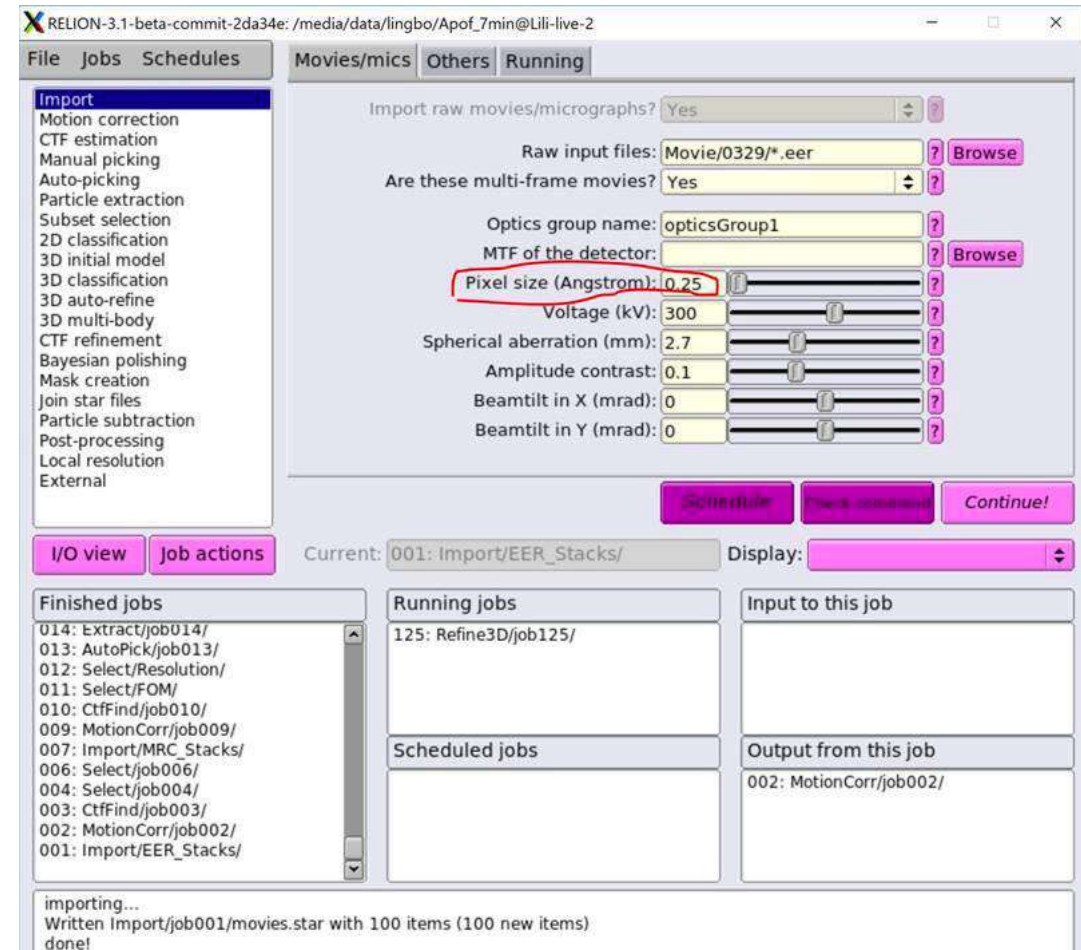 RELION-3.1-beta-commit-2da34e: /media/data/lingbo/Apof_7min@Lili-live-2
File Jobs Schedules
Movies/mics Others Running
Import
Motion correction
CTF estimation
Manual picking
Auto-picking
Particle extraction
Subset selection
2D classification
3D initial model
3D classification
3D auto-refine
3D multi-body
CTF refinement
Bayesian polishing
Mask creation
Join star files
Particle subtraction
Post-processing
Local resolution
External
Import raw movies/micrographs? Yes ?
Raw input files: Movie/0329/*.eer ? Browse
Are these multi-frame movies? Yes ?
Optics group name: opticsGroup1 ?
MTF of the detector: ? Browse
Pixel size (Angstrom): 0.25 ?
Voltage (kV): 300 ?
Spherical aberration (mm): 2.7 ?
Amplitude contrast: 0.1 ?
Beamtilt in X (mrad): 0 ?
Beamtilt in Y (mrad): 0 ?
Schedule Check command Continue!
I/O view Job actions Current: 001: Import/EER_Stacks/ Display:
Finished jobs
014: Extract/job014/
013: AutoPick/job013/
012: Select/Resolution/
011: Select/FOM/
010: CtfFind/job010/
009: MotionCorr/job009/
007: Import/MRC_Stacks/
006: Select/job006/
004: Select/job004/
003: CtfFind/job003/
002: MotionCorr/job002/
001: Import/EER_Stacks/
Running jobs
125: Refine3D/job125/
Scheduled jobs
Input to this job
Output from this job
002: MotionCorr/job002/
importing...
Written Import/job001/movies.star with 100 items (100 new items)
done!